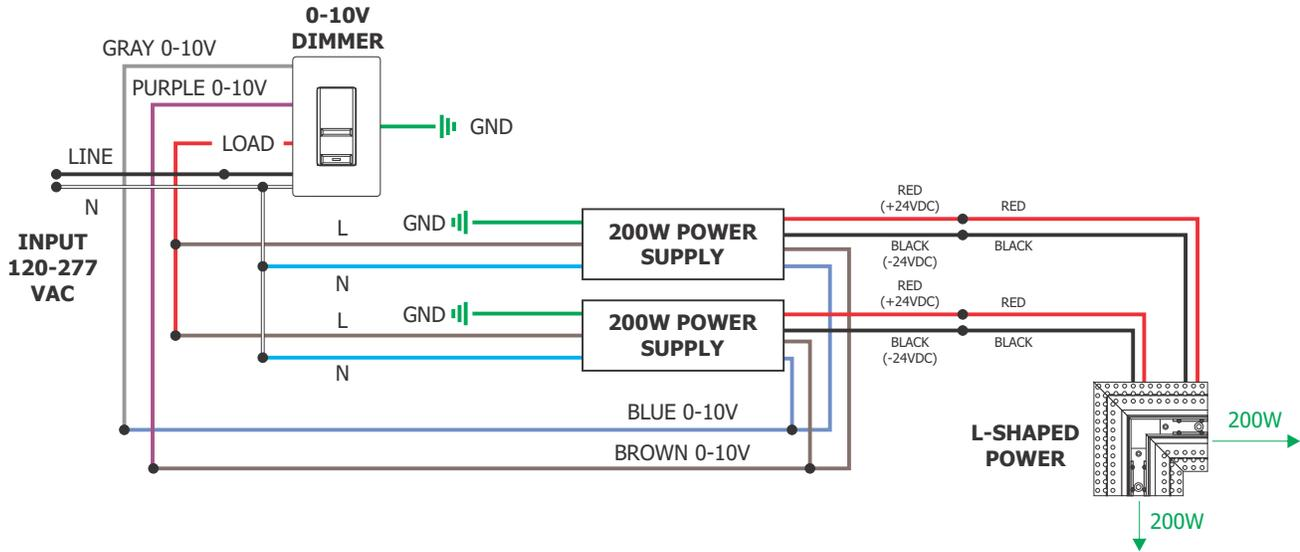 0-10V
DIMMER
GRAY 0-10V
PURPLE 0-10V
LOAD
GND
LINE
N
INPUT
120-277
VAC
L
GND
N
200W POWER
SUPPLY
RED
(+24VDC)
RED
BLACK
(-24VDC)
BLACK
L
GND
N
200W POWER
SUPPLY
RED
(+24VDC)
RED
BLACK
(-24VDC)
BLACK
BLUE 0-10V
BROWN 0-10V
L-SHAPED
POWER
200W
200W